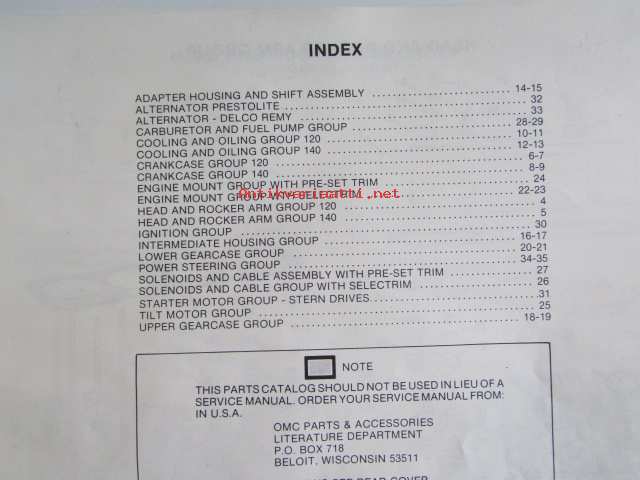 INDEX
ADAPTER HOUSING AND SHIFT ASSEMBLY 14-15
ALTERNATOR PRESTOLITE 32
ALTERNATOR - DELCO REMY 33
CARBURETOR AND FUEL PUMP GROUP 28-29
COOLING AND OILING GROUP 120 10-11
COOLING AND OILING GROUP 140 12-13
CRANKCASE GROUP 120 6-7
CRANKCASE GROUP 140 8-9
ENGINE MOUNT GROUP WITH PRE-SET TRIM 24
ENGINE MOUNT GROUP WITH SELECTRIM 22-23
Antikvariaatti.net
HEAD AND ROCKER ARM GROUP 120 4
HEAD AND ROCKER ARM GROUP 140 5
IGNITION GROUP 30
INTERMEDIATE HOUSING GROUP 16-17
LOWER GEARCASE GROUP 20-21
POWER STEERING GROUP 34-35
SOLENOIDS AND CABLE ASSEMBLY WITH PRE-SET TRIM 27
SOLENOIDS AND CABLE GROUP WITH SELECTRIM 26
STARTER MOTOR GROUP - STERN DRIVES 31
TILT MOTOR GROUP 25
UPPER GEARCASE GROUP 18-19
NOTE
THIS PARTS CATALOG SHOULD NOT BE USED IN LIEU OF A
SERVICE MANUAL. ORDER YOUR SERVICE MANUAL FROM:
IN U.S.A.
OMC PARTS & ACCESSORIES
LITERATURE DEPARTMENT
P.O. BOX 718
BELOIT, WISCONSIN 53511